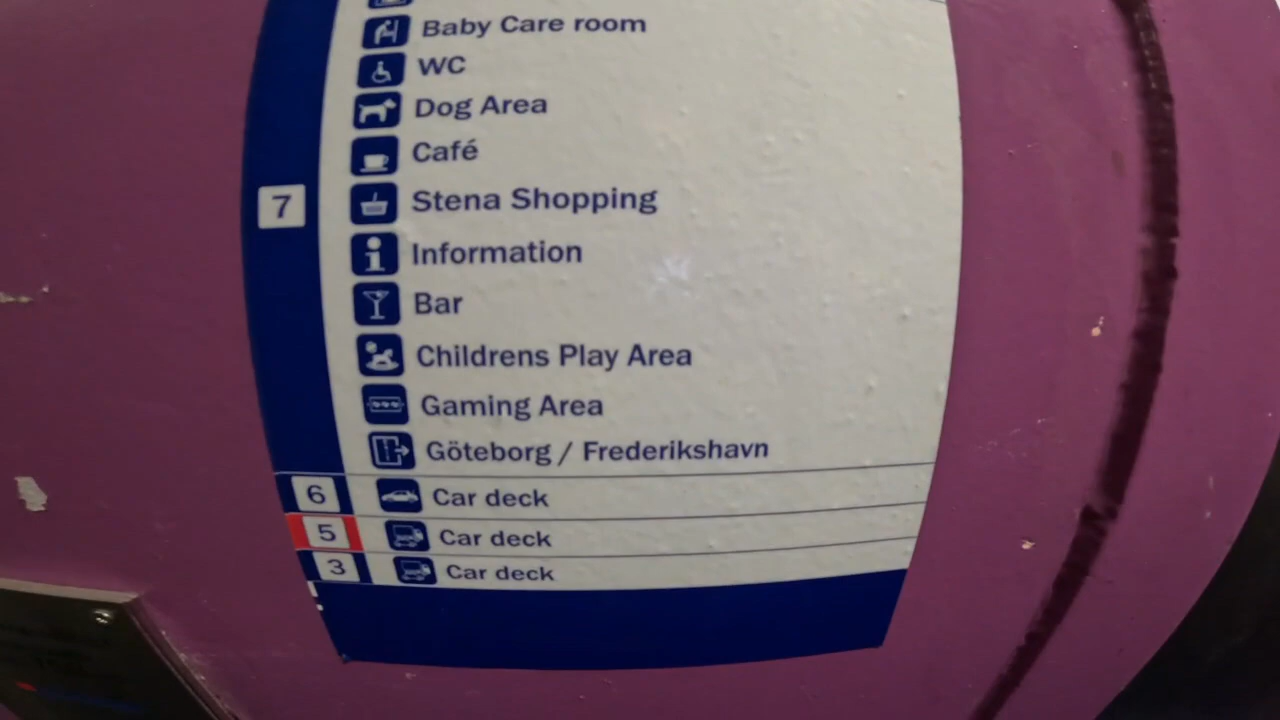 Baby Care room
WC
Dog Area
Café
7 Stena Shopping
Information
Bar
Childrens Play Area
Gaming Area
Göteborg / Frederikshavn
6 Car deck
5 Car deck
3 Car deck